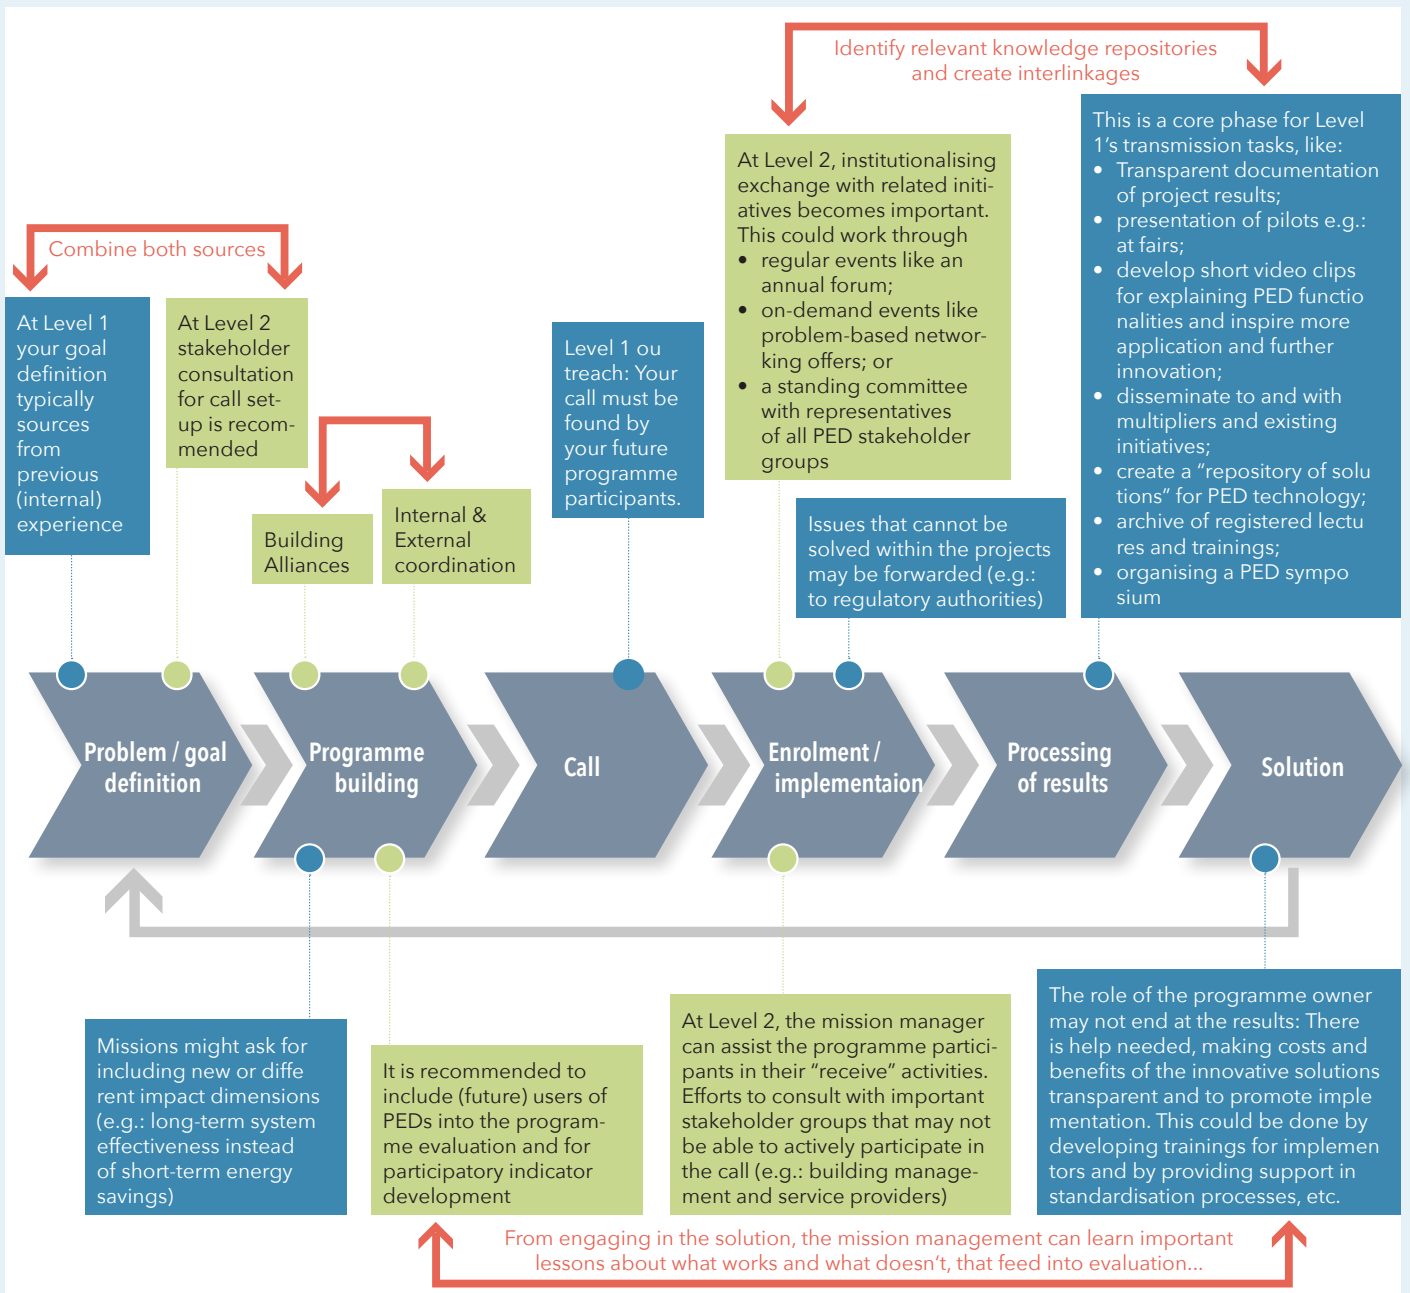 Identify relevant knowledge repositories
and create interlinkages
Combine both sources
At Level 1
your goal
definition
typically
sources
from
previous
(internal)
experience
At Level 2
stakeholder
consultation
for call set-
up is recom-
mended
Building
Alliances
Internal &
External
coordination
Level 1 ou
treach: Your
call must be
found by
your future
programme
participants.
At Level 2, institutionalising
exchange with related initi-
atives becomes important.
This could work through
• regular events like an
annual forum;
• on-demand events like
problem-based networ-
king offers; or
• a standing committee
with representatives
of all PED stakeholder
groups
Issues that cannot be
solved within the projects
may be forwarded (e.g.:
to regulatory authorities)
This is a core phase for Level
1's transmission tasks, like:
• Transparent documentation
of project results;
• presentation of pilots e.g.:
at fairs;
• develop short video clips
for explaining PED functio
nalities and inspire more
application and further
innovation;
• disseminate to and with
multipliers and existing
initiatives;
• create a “repository of solu
tions” for PED technology;
• archive of registered lectu
res and trainings;
• organising a PED sympo
sium
Problem / goal
definition
Programme
building
Call
Enrolment /
implementaion
Processing
of results
Solution
Missions might ask for
including new or diffe
rent impact dimensions
(e.g.: long-term system
effectiveness instead
of short-term energy
savings)
It is recommended to
include (future) users of
PEDs into the program-
me evaluation and for
participatory indicator
development
At Level 2, the mission manager
can assist the programme partici-
pants in their “receive” activities.
Efforts to consult with important
stakeholder groups that may not
be able to actively participate in
the call (e.g.: building manage-
ment and service providers)
The role of the programme owner
may not end at the results: There
is help needed, making costs and
benefits of the innovative solutions
transparent and to promote imple
mentation. This could be done by
developing trainings for implemen
tors and by providing support in
standardisation processes, etc.
From engaging in the solution, the mission management can learn important
lessons about what works and what doesn't, that feed into evaluation...